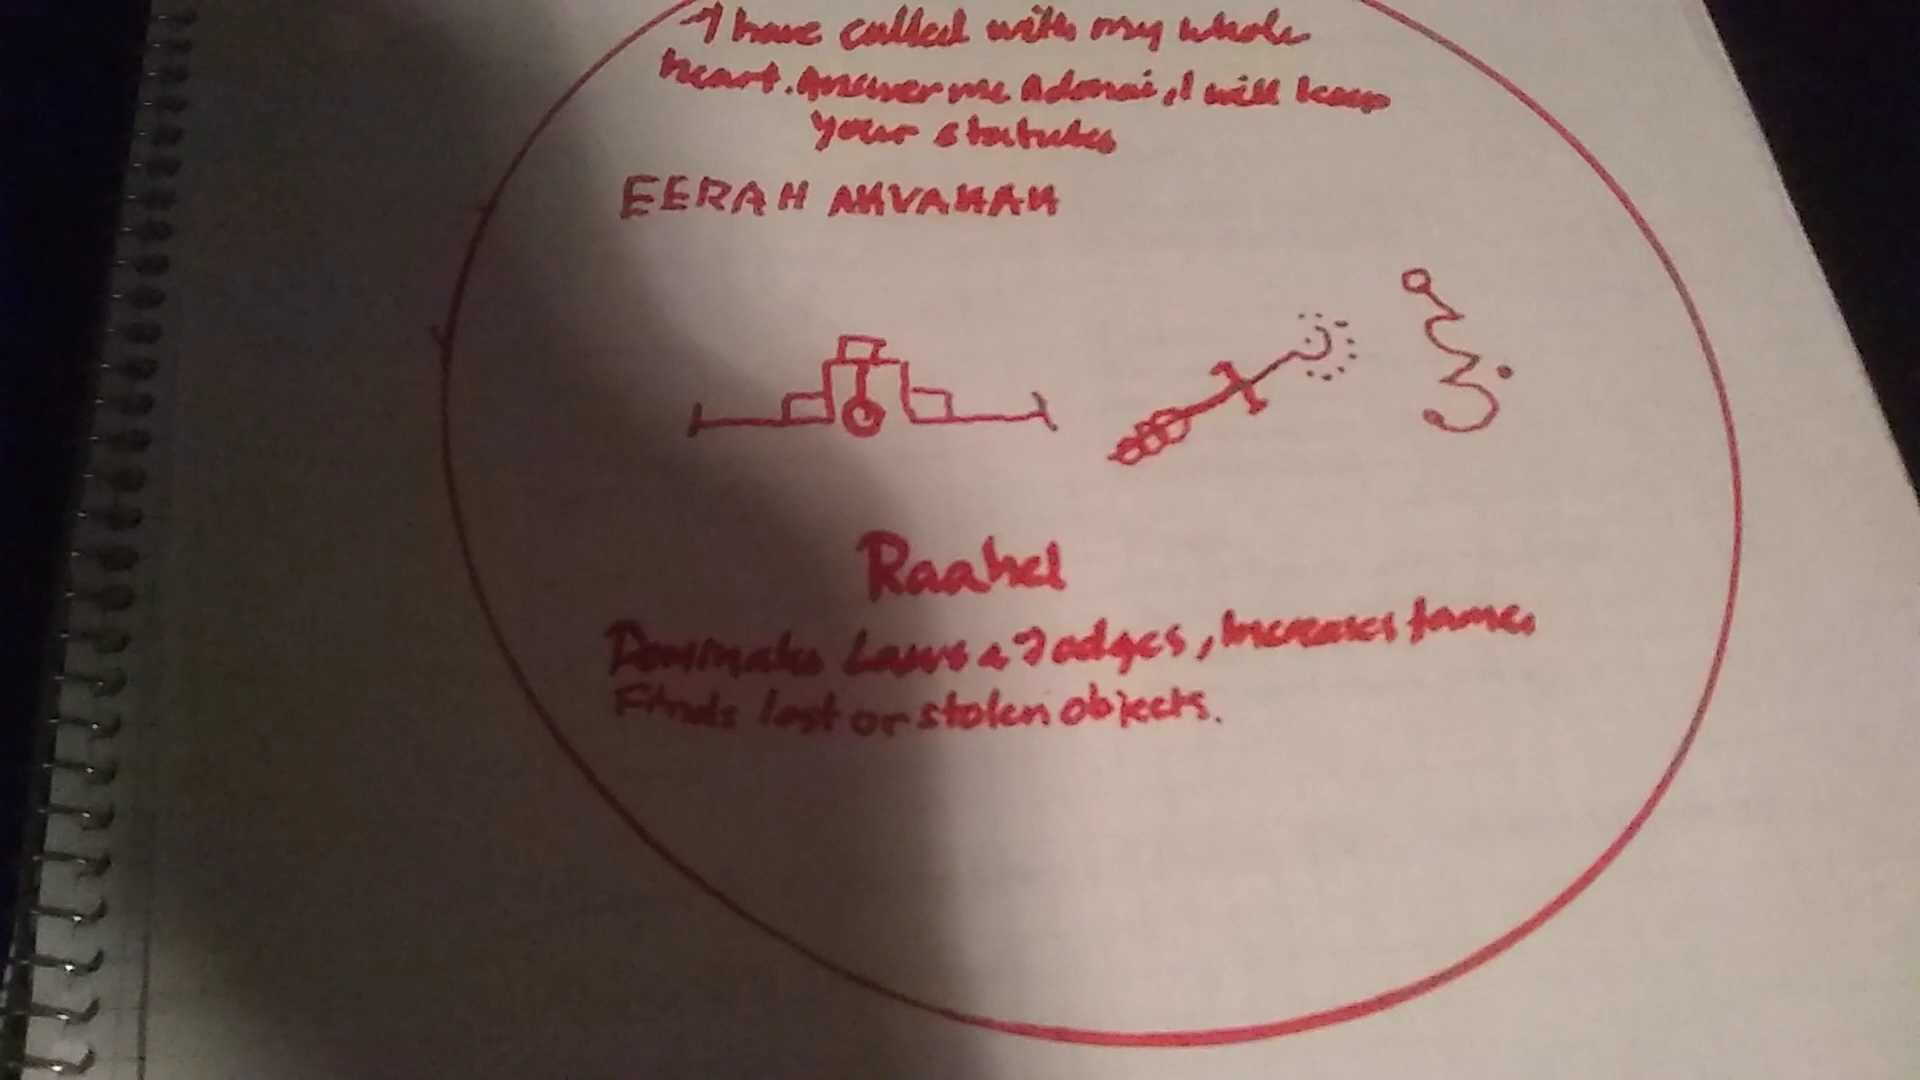 I have called with my whole
heart. Answer me Adonai, I will keep
your statutes
EERAH
Raahel
Dominates Laws & Judges, Increases fame.
Finds lost or stolen objects.